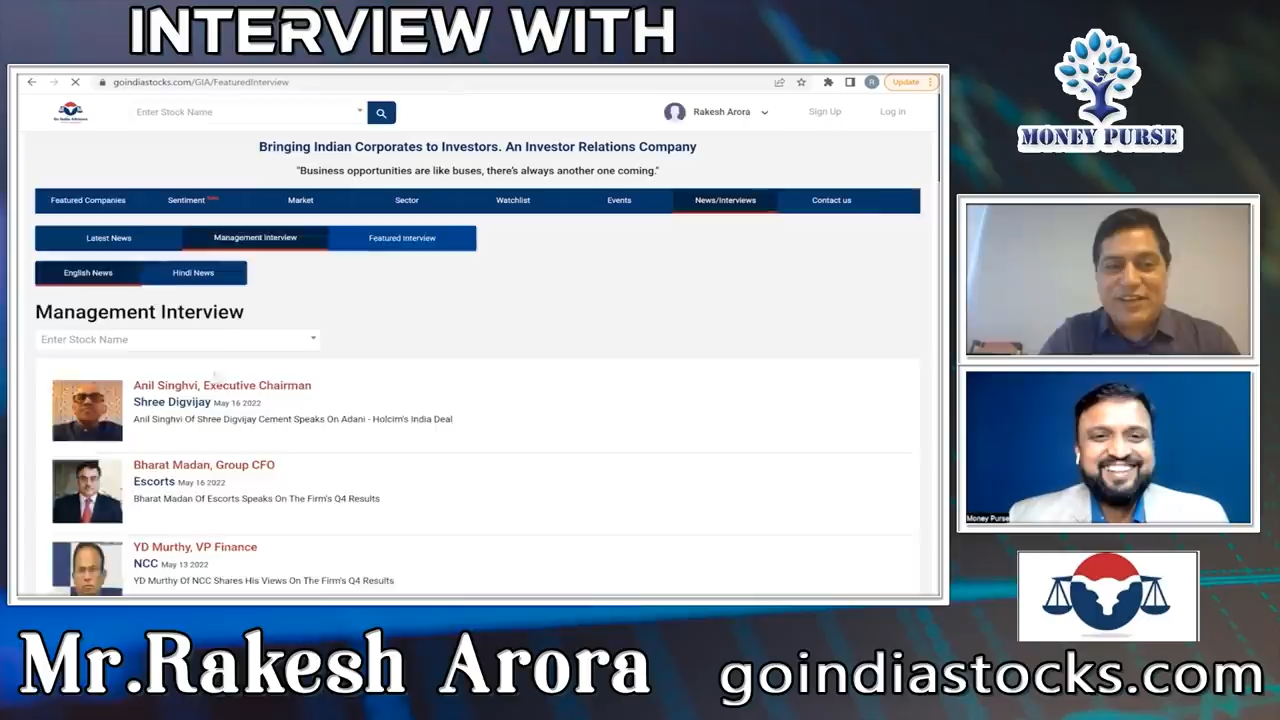 INTERVIEW WITH
goindiastocks.com/GIA/FeaturedInterview
Update
Enter Stock Name
Rakesh Arora
Sign Up
Log in
Bringing Indian Corporates to Investors. An Investor Relations Company
"Business opportunities are like buses, there's always another one coming."
Featured Companies
Sentiment
Market
Sector
Watchlist
Events
News/Interviews
Contact us
Latest News
Management Interview
Featured Interview
English News
Hindi News
Management Interview
Enter Stock Name
Anil Singhvi, Executive Chairman
Shree Digvijay May 16 2022
Anil Singhvi Of Shree Digvijay Cement Speaks On Adani - Holcim's India Deal
Bharat Madan, Group CFO
Escorts May 16 2022
Bharat Madan Of Escorts Speaks On The Firm's Q4 Results
YD Murthy, VP Finance
NCC May 13 2022
YD Murthy Of NCC Shares His Views On The Firm's Q4 Results
MONEY PURSE
Money Purse
Mr.Rakesh Arora
goindiastocks.com